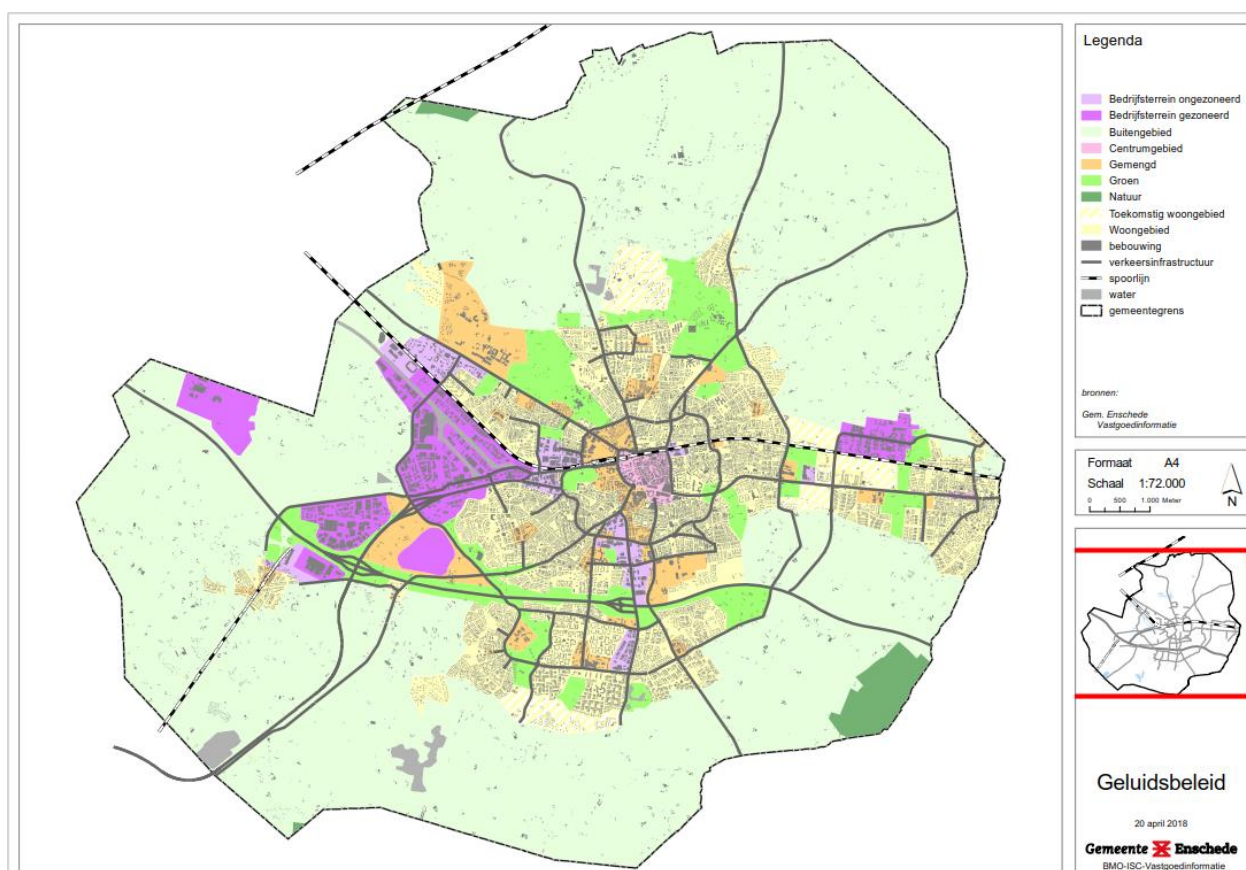 Legenda
Bedrijfsterrein ongezoneerd
Bedrijfsterrein gezoneerd
Buitengebied
Centrumgebied
Gemengd
Groen
Natuur
Toekomstig woongebied
Woongebied
bebouwing
verkeersinfrastructuur
spoorlijn
water
gemeentegrens
bronnen:
Gem. Enschede
Vastgoedinformatie
Formaat A4
Schaal 1:72.000
0 500 1.000 Meter
N
Geluidsbeleid
20 april 2018
Gemeente Enschede
BMO-ISC-Vastgoedinformatie